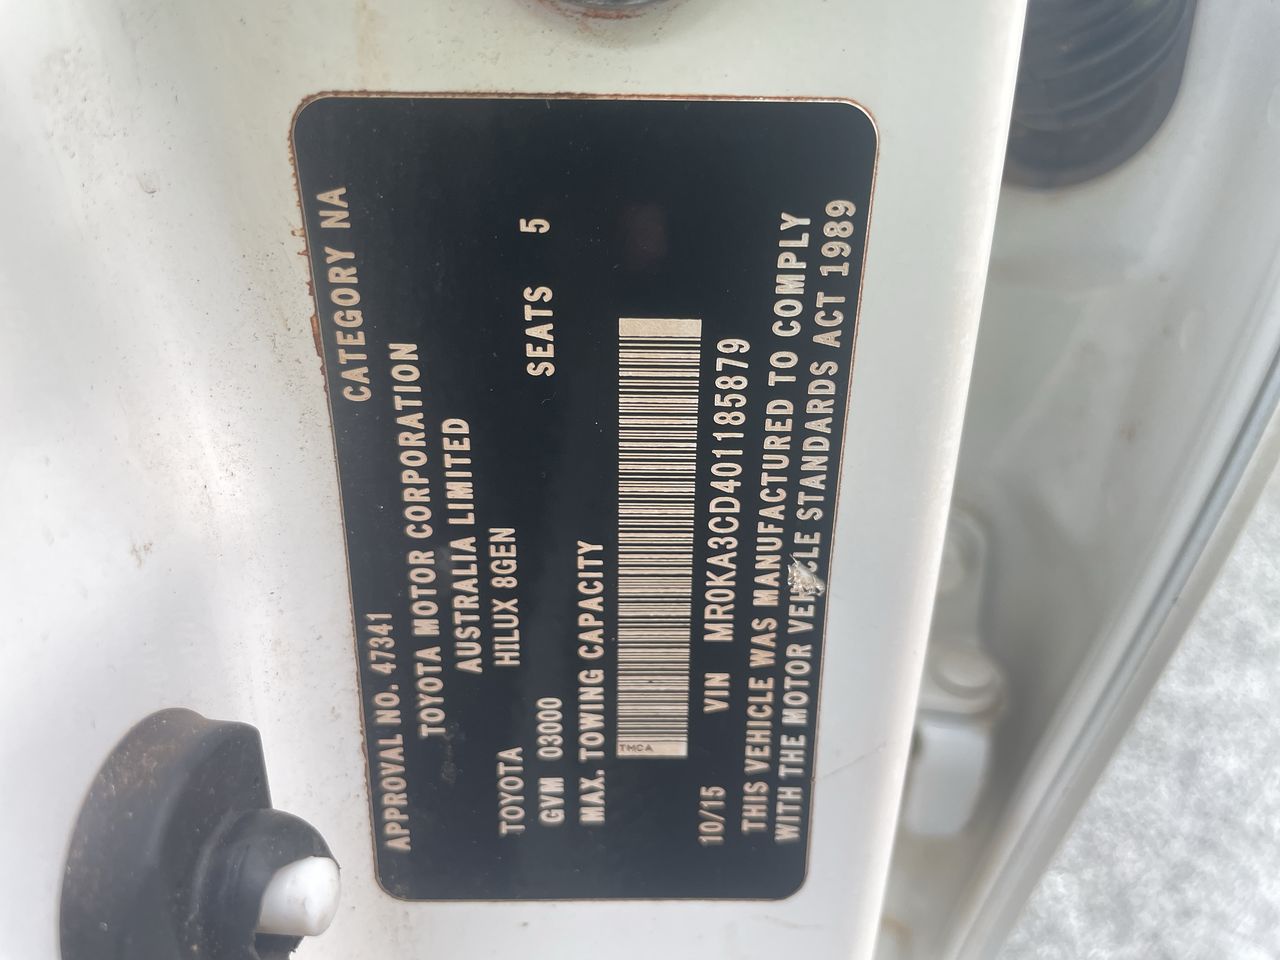 APPROVAL NO. 47341 CATEGORY NA
TOYOTA MOTOR CORPORATION
AUSTRALIA LIMITED
TOYOTA HILUX 8GEN
GVM 03000 SEATS 5
MAX. TOWING CAPACITY
TMCA
10/15 VIN MR0KA3CD401185879
THIS VEHICLE WAS MANUFACTURED TO COMPLY
WITH THE MOTOR VEHICLE STANDARDS ACT 1989